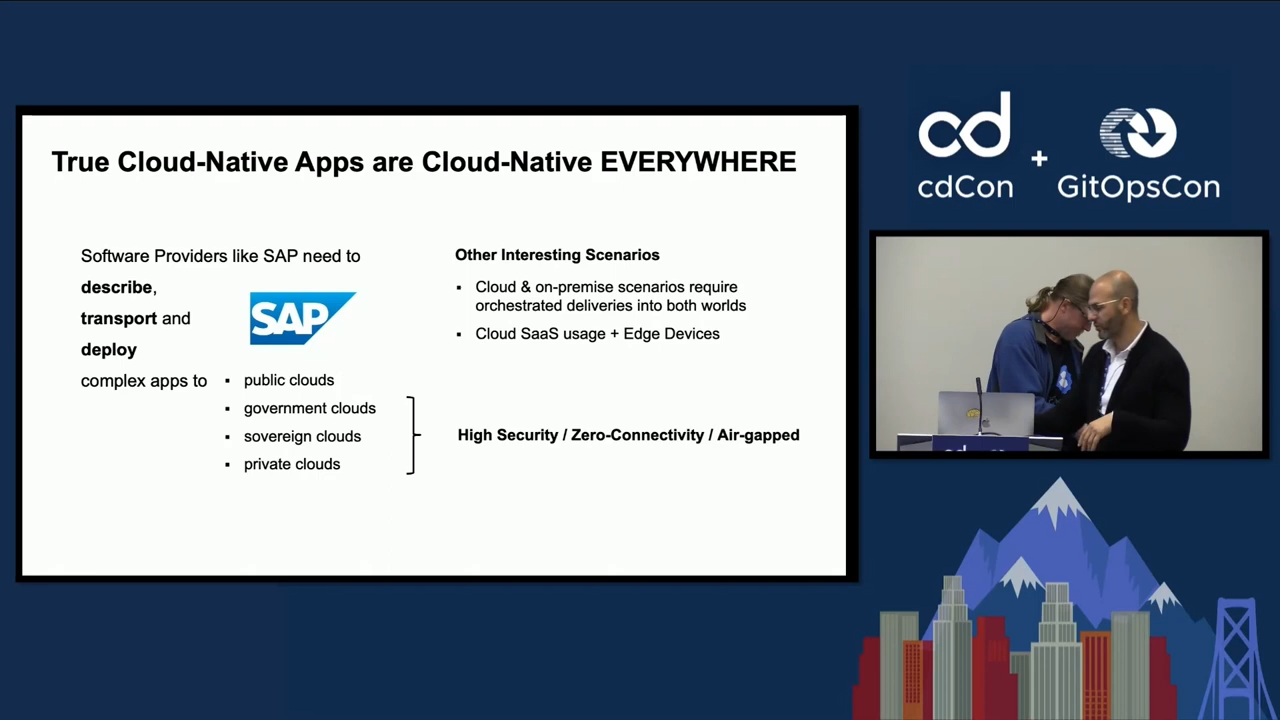 True Cloud-Native Apps are Cloud-Native EVERYWHERE
Software Providers like SAP need to
describe,
transport and
deploy
complex apps to
▪ public clouds
▪ government clouds
▪ sovereign clouds
▪ private clouds
SAP
Other Interesting Scenarios
▪ Cloud & on-premise scenarios require
orchestrated deliveries into both worlds
▪ Cloud SaaS usage + Edge Devices
High Security / Zero-Connectivity / Air-gapped
cd
cdCon
+
GitOpsCon